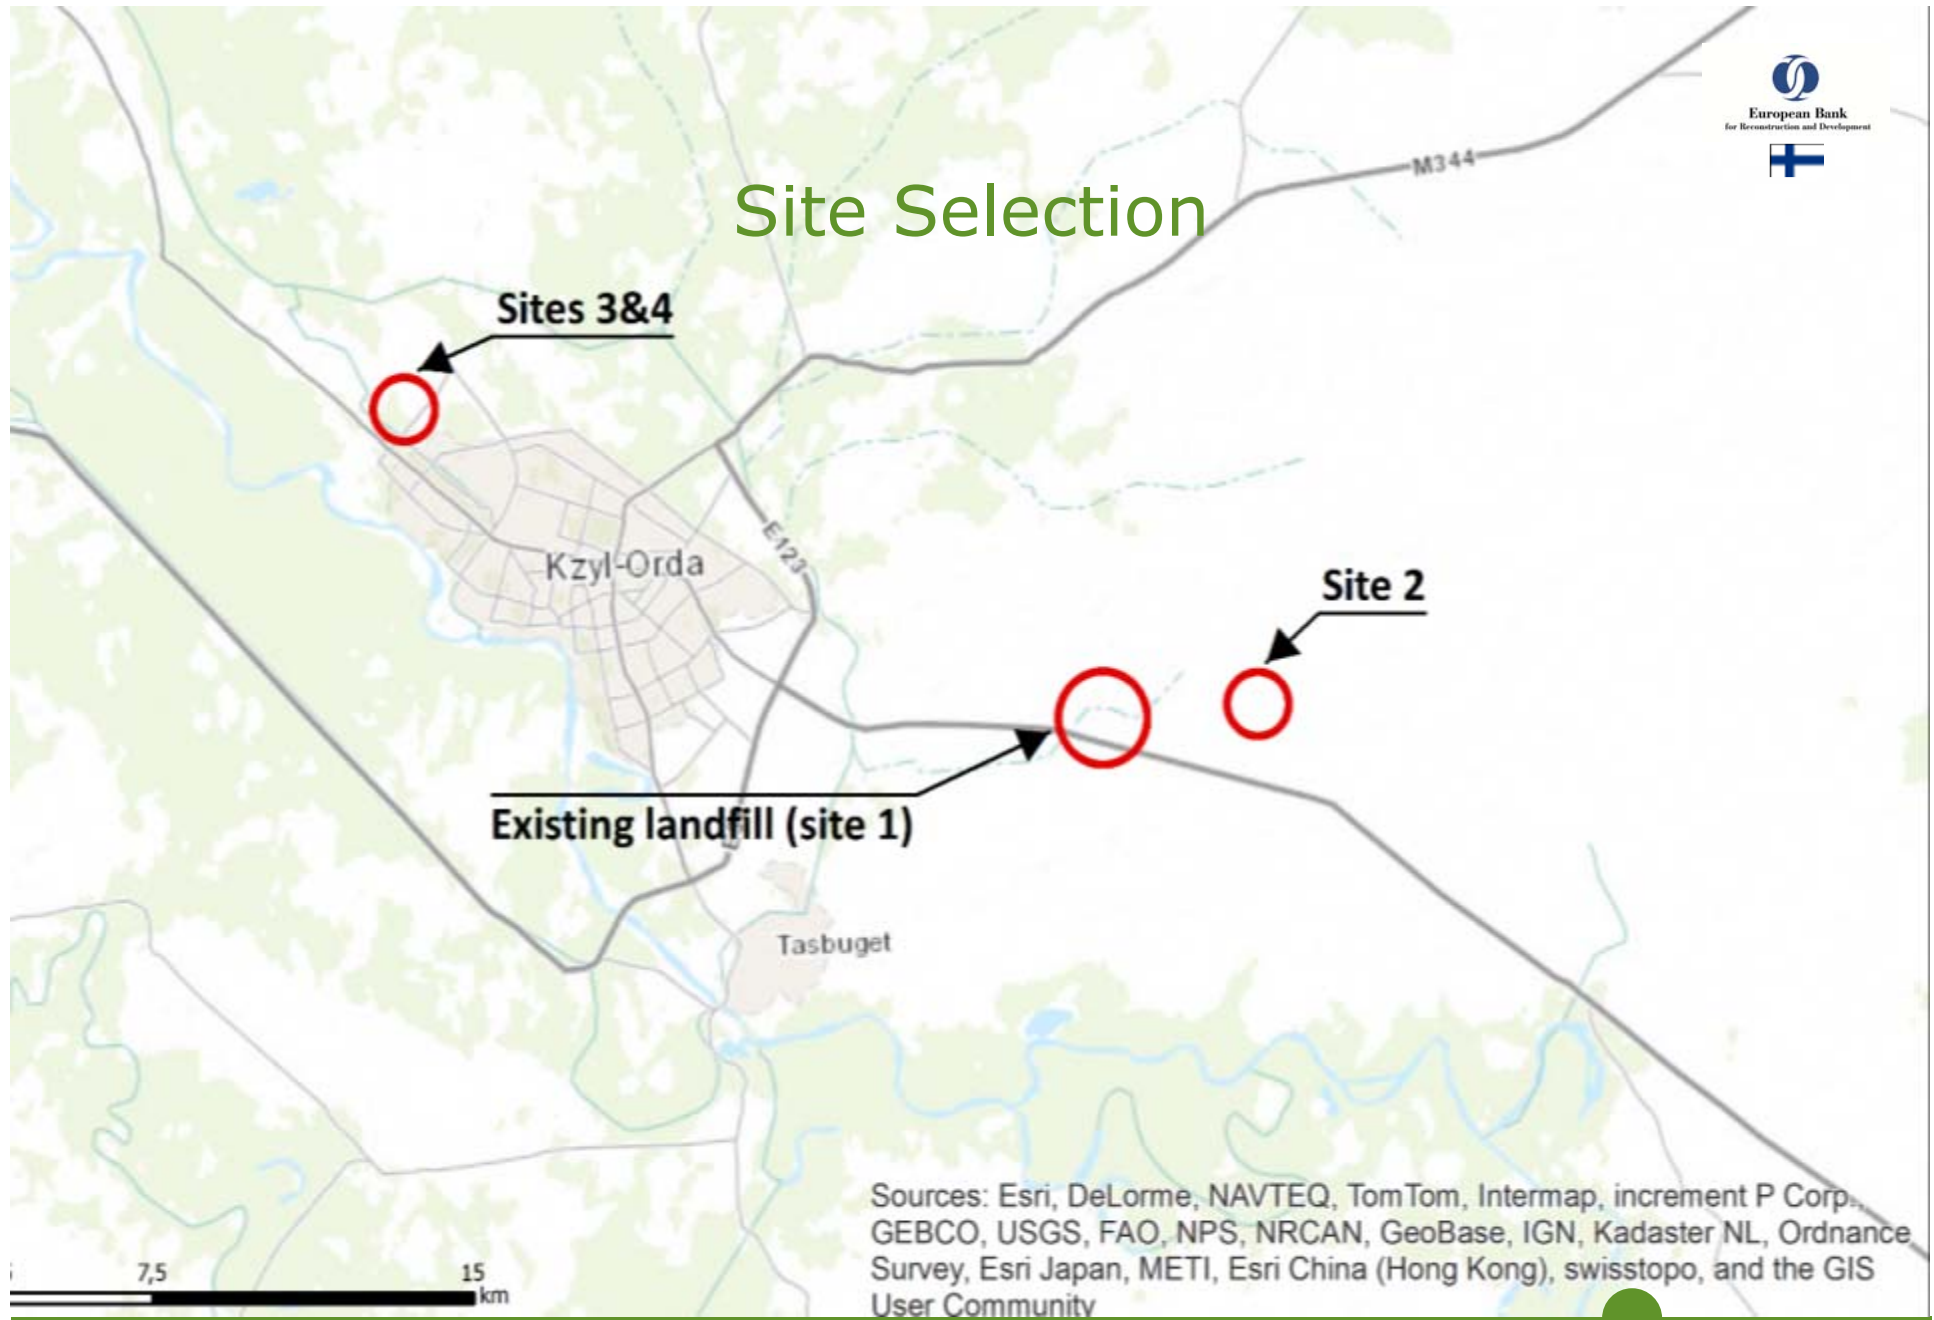 European Bank
for Reconstruction and Development
M344
Site Selection
Sites 3&4
E123
Kzyl-Orda
Site 2
Existing landfill (site 1)
Tasbuget
Sources: Esri, DeLorme, NAVTEQ, TomTom, Intermap, increment P Corp.,
GEBCO, USGS, FAO, NPS, NRCAN, GeoBase, IGN, Kadaster NL, Ordnance
Survey, Esri Japan, METI, Esri China (Hong Kong), swisstopo, and the GIS
User Community
7,5 15
km